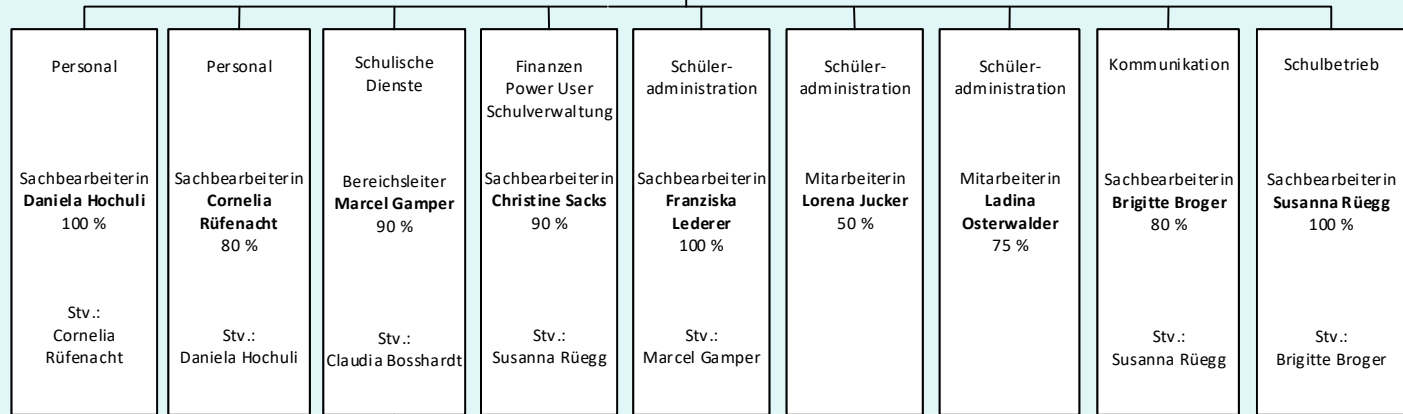 Personal
Sachbearbeiterin
Daniela Hochuli
100 %
Stv.:
Cornelia
Rüfenacht
Personal
Sachbearbeiterin
Cornelia
Rüfenacht
80 %
Stv.:
Daniela Hochuli
Schulische
Dienste
Bereichsleiter
Marcel Gamper
90 %
Stv.:
Claudia Bosshardt
Finanzen
Power User
Schulverwaltung
Sachbearbeiterin
Christine Sacks
90 %
Stv.:
Susanna Rüegg
Schüler-
administration
Sachbearbeiterin
Franziska
Lederer
100 %
Stv.:
Marcel Gamper
Schüler-
administration
Mitarbeiterin
Lorena Jucker
50 %
Schüler-
administration
Mitarbeiterin
Ladina
Osterwalder
75 %
Kommunikation
Sachbearbeiterin
Brigitte Broger
80 %
Stv.:
Susanna Rüegg
Schulbetrieb
Sachbearbeiterin
Susanna Rüegg
100 %
Stv.:
Brigitte Broger